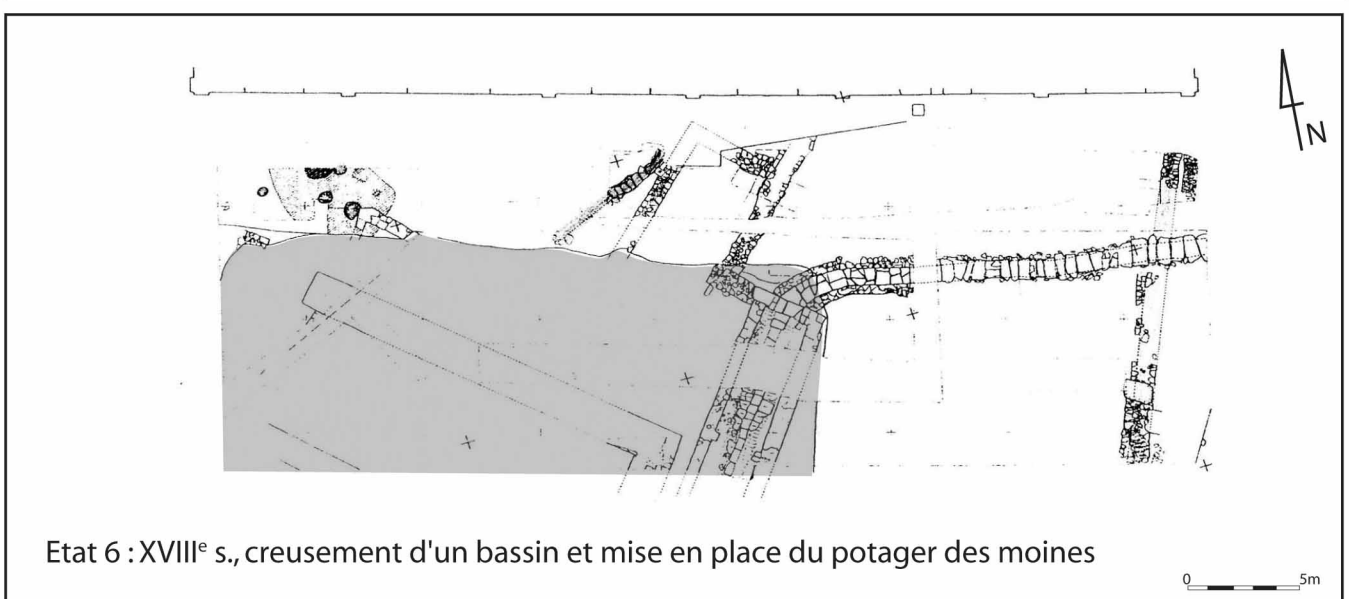 N
Etat 6 : XVIIIe s., creusement d'un bassin et mise en place du potager des moines
0 5m